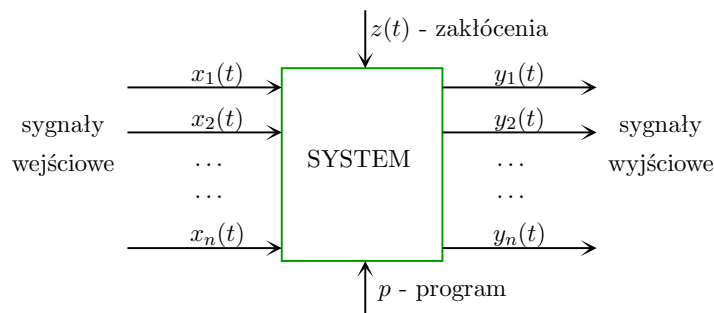 z(t) - zakłócenia
x₁(t)
y₁(t)
sygnały
wejściowe
x₂(t)
SYSTEM
y₂(t)
sygnały
wyjściowe
...
...
...
...
xₙ(t)
yₙ(t)
p - program